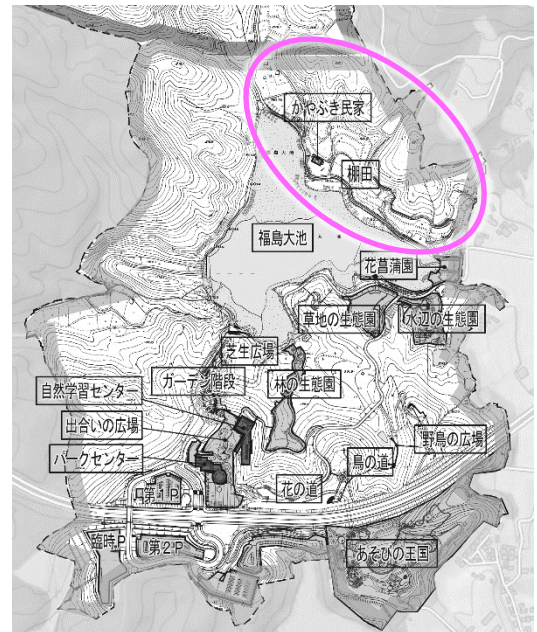 かやぶき民家
棚田
福島大池
花菖蒲園
草地の生態園
水辺の生態園
芝生広場
ガーデン階段
林の生態園
自然学習センター
出合いの広場
野鳥の広場
パークセンター
鳥の道
花の道
第1P
臨時P
第2P
あそびの王国